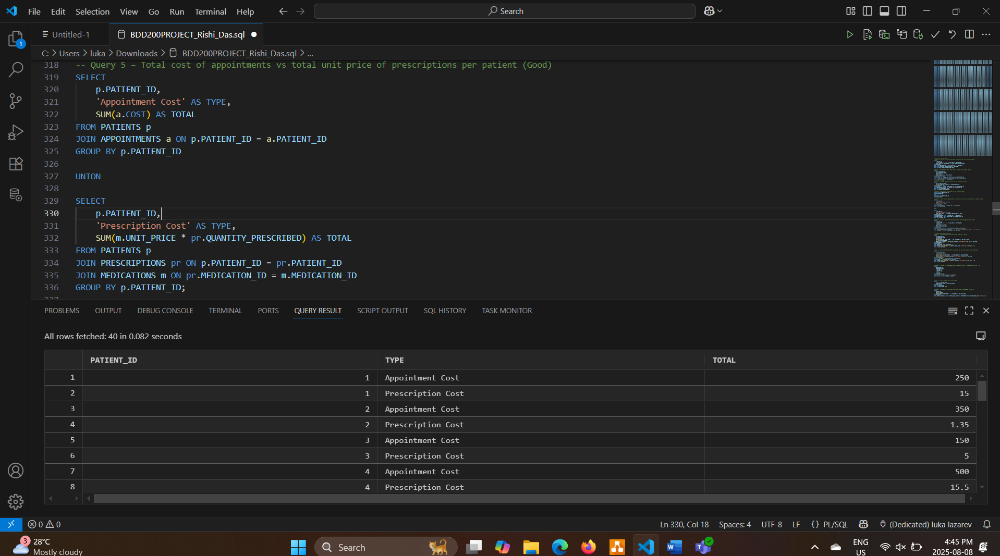 File Edit Selection View Go Run Terminal Help
Search
Untitled-1
BDD200PROJECT_Rishi_Das.sql
1
C: > Users > luka > Downloads > BDD200PROJECT_Rishi_Das.sql > ...
318 -- Query 5 – Total cost of appointments vs total unit price of prescriptions per patient (Good)
319 SELECT
320 p.PATIENT_ID,
321 'Appointment Cost' AS TYPE,
322 SUM(a.COST) AS TOTAL
323 FROM PATIENTS p
324 JOIN APPOINTMENTS a ON p.PATIENT_ID = a.PATIENT_ID
325 GROUP BY p.PATIENT_ID
326
327 UNION
328
329 SELECT
330 p.PATIENT_ID,
331 'Prescription Cost' AS TYPE,
332 SUM(m.UNIT_PRICE * pr.QUANTITY_PRESCRIBED) AS TOTAL
333 FROM PATIENTS p
334 JOIN PRESCRIPTIONS pr ON p.PATIENT_ID = pr.PATIENT_ID
335 JOIN MEDICATIONS m ON pr.MEDICATION_ID = m.MEDICATION_ID
336 GROUP BY p.PATIENT_ID;
PROBLEMS OUTPUT DEBUG CONSOLE TERMINAL PORTS QUERY RESULT SCRIPT OUTPUT SQL HISTORY TASK MONITOR
All rows fetched: 40 in 0.082 seconds
PATIENT_ID TYPE TOTAL
1 1 Appointment Cost 250
2 1 Prescription Cost 15
3 2 Appointment Cost 350
4 2 Prescription Cost 1.35
5 3 Appointment Cost 150
6 3 Prescription Cost 5
7 4 Appointment Cost 500
8 4 Prescription Cost 15.5
0 0 Ln 330, Col 18 Spaces: 4 UTF-8 LF {} PL/SQL (Dedicated) luka lazarev
3
28°C
Mostly cloudy
Search
ENG
US
4:45 PM
2025-08-08